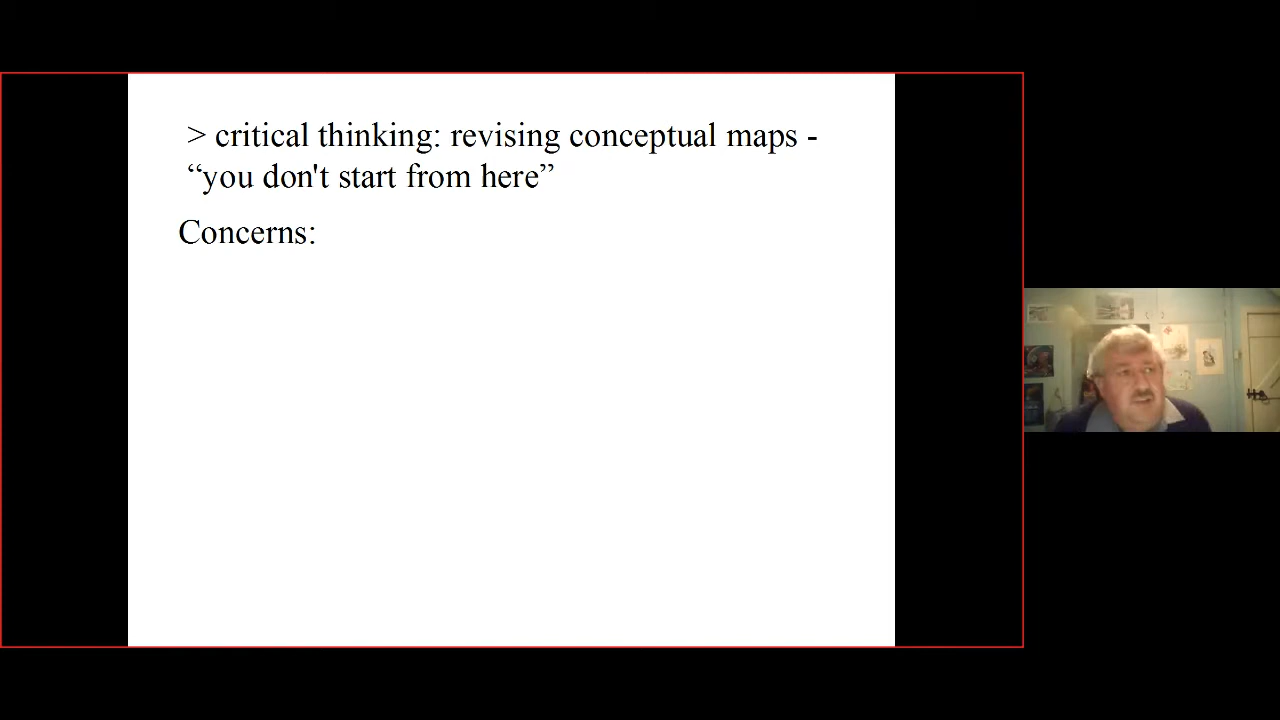 > critical thinking: revising conceptual maps -
“you don't start from here”
Concerns: